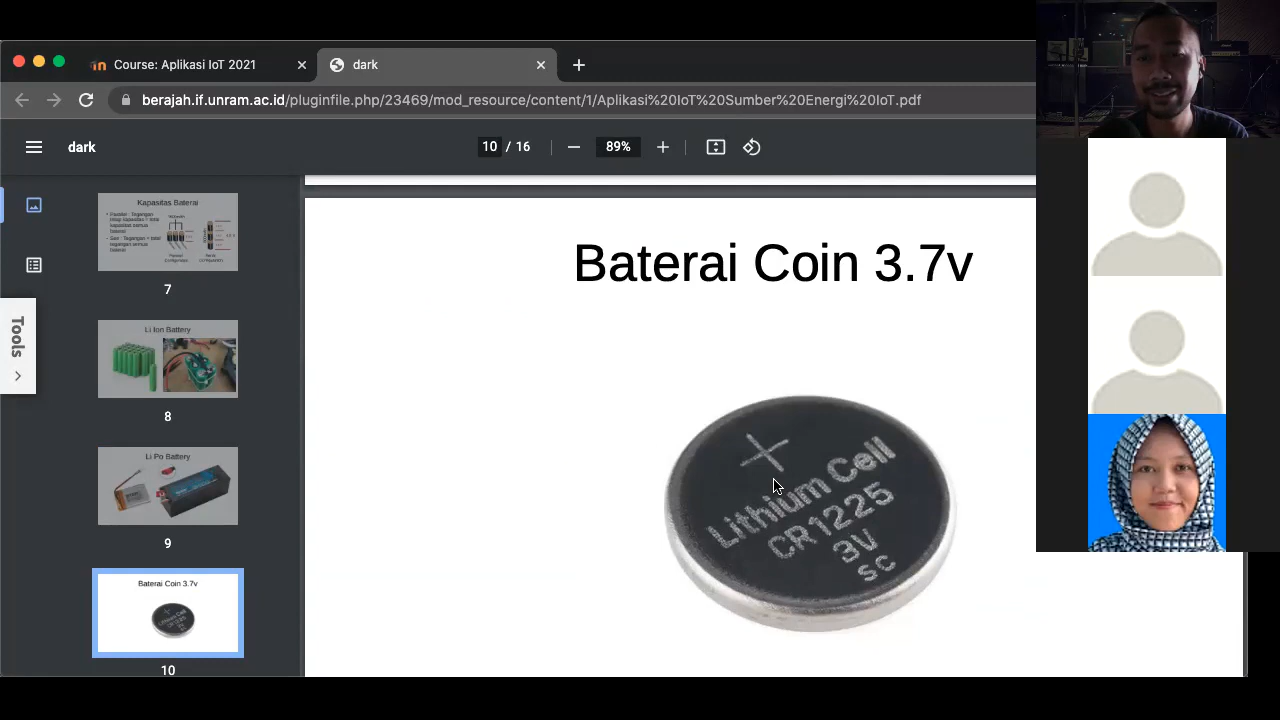 Course: Aplikasi IoT 2021
dark
berajah.if.unram.ac.id/pluginfile.php/23469/mod_resource/content/1/Aplikasi%20IoT%20Sumber%20Energi%20IoT.pdf
dark
10 / 16
89%
Tools
Kapasitas Baterai
7
Li Ion Battery
8
Li Po Battery
9
Baterai Coin 3.7v
10
Baterai Coin 3.7v
+
Lithium Cell
CR1225
3V
SC